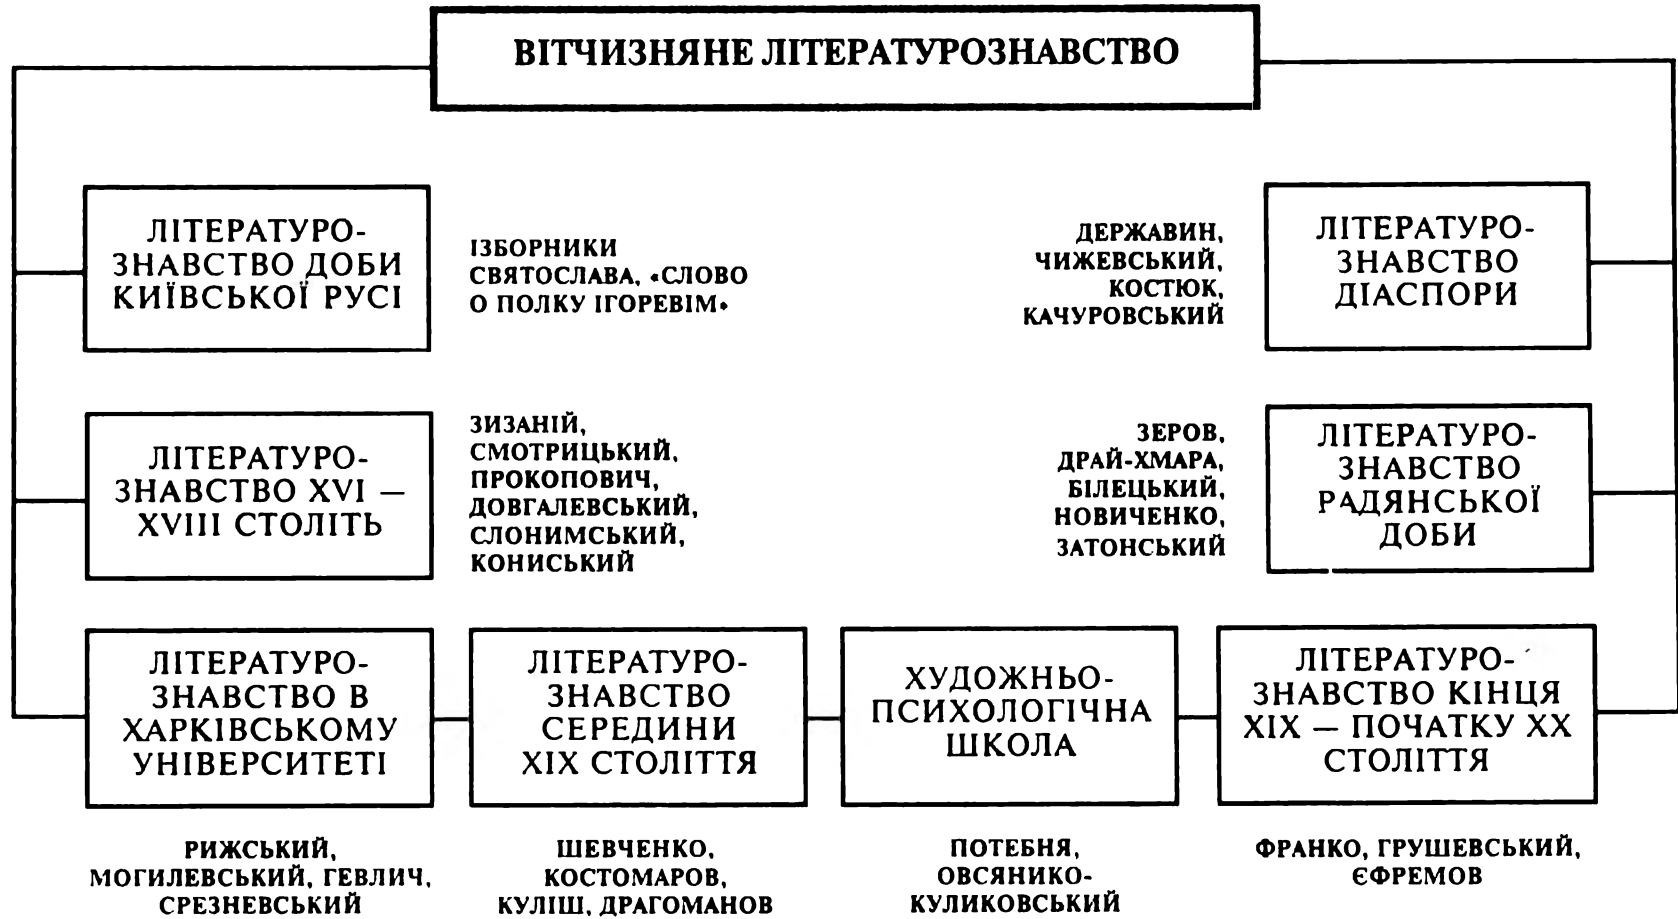 ВІТЧИЗНЯНЕ ЛІТЕРАТУРОЗНАВСТВО
ЛІТЕРАТУРО-
ЗНАВСТВО ДОБИ
КИЇВСЬКОЇ РУСІ
ІЗБОРНИКИ
СВЯТОСЛАВА, «СЛОВО
О ПОЛКУ ІГОРЕВІМ»
ДЕРЖАВИН,
ЧИЖЕВСЬКИЙ,
КОСТЮК,
КАЧУРОВСЬКИЙ
ЛІТЕРАТУРО-
ЗНАВСТВО
ДІАСПОРИ
ЛІТЕРАТУРО-
ЗНАВСТВО XVI —
XVIII СТОЛІТЬ
ЗИЗАНІЙ,
СМОТРИЦЬКИЙ,
ПРОКОПОВИЧ,
ДОВГАЛЕВСЬКИЙ,
СЛОНИМСЬКИЙ,
КОНИСЬКИЙ
ЗЕРОВ,
ДРАЙ-ХМАРА,
БІЛЕЦЬКИЙ,
НОВИЧЕНКО,
ЗАТОНСЬКИЙ
ЛІТЕРАТУРО-
ЗНАВСТВО
РАДЯНСЬКОЇ
ДОБИ
ЛІТЕРАТУРО-
ЗНАВСТВО В
ХАРКІВСЬКОМУ
УНІВЕРСИТЕТІ
ЛІТЕРАТУРО-
ЗНАВСТВО
СЕРЕДИНИ
XIX СТОЛІТТЯ
ХУДОЖНЬО-
ПСИХОЛОГІЧНА
ШКОЛА
ЛІТЕРАТУРО-
ЗНАВСТВО КІНЦЯ
XIX — ПОЧАТКУ XX
СТОЛІТТЯ
РИЖСЬКИЙ,
МОГИЛЕВСЬКИЙ, ГЕВЛИЧ,
СРЕЗНЕВСЬКИЙ
ШЕВЧЕНКО,
КОСТОМАРОВ,
КУЛІШ, ДРАГОМАНОВ
ПОТЕБНЯ,
ОВСЯНИКО-
КУЛИКОВСЬКИЙ
ФРАНКО, ГРУШЕВСЬКИЙ,
ЄФРЕМОВ